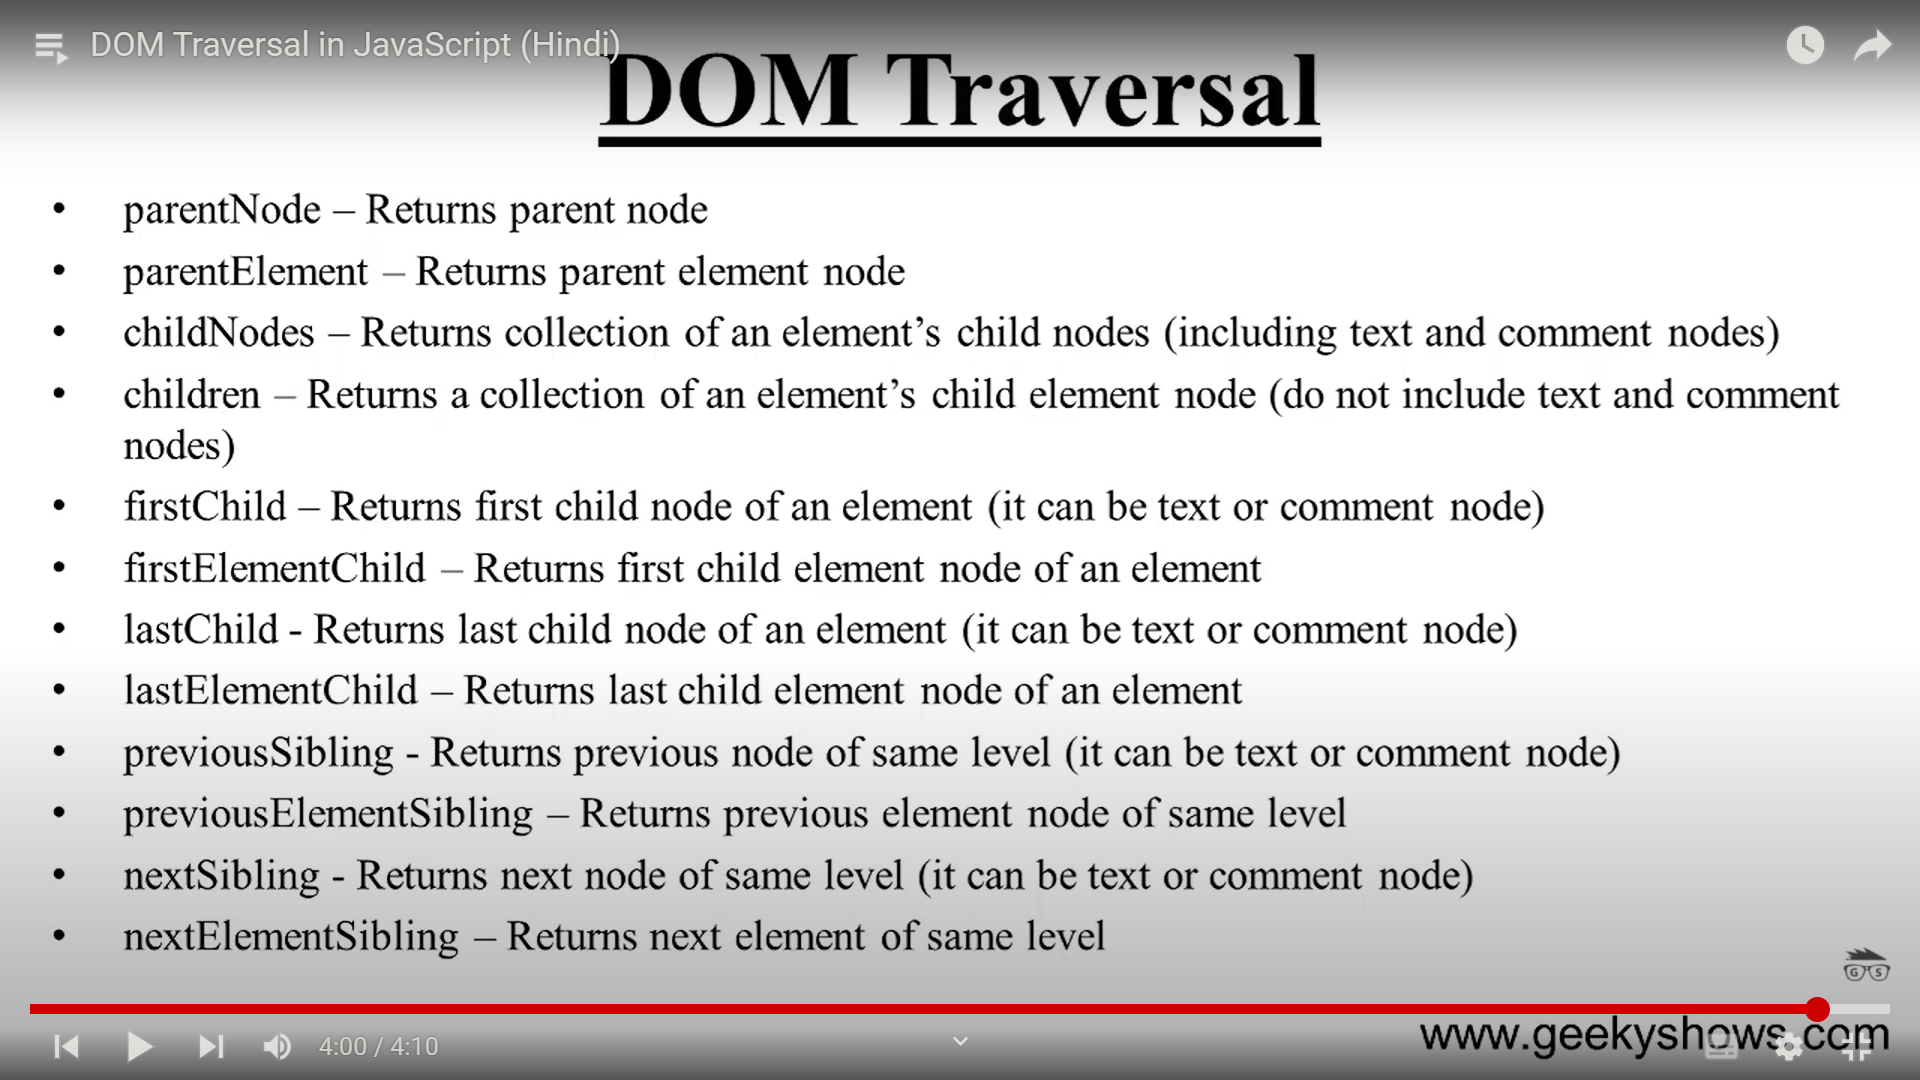 DOM Traversal in JavaScript (Hindi)
DOM Traversal
• parentNode – Returns parent node
• parentElement – Returns parent element node
• childNodes – Returns collection of an element’s child nodes (including text and comment nodes)
• children – Returns a collection of an element’s child element node (do not include text and comment
nodes)
• firstChild – Returns first child node of an element (it can be text or comment node)
• firstElementChild – Returns first child element node of an element
• lastChild - Returns last child node of an element (it can be text or comment node)
• lastElementChild – Returns last child element node of an element
• previousSibling - Returns previous node of same level (it can be text or comment node)
• previousElementSibling – Returns previous element node of same level
• nextSibling - Returns next node of same level (it can be text or comment node)
• nextElementSibling – Returns next element of same level
G S
4:00 / 4:10
www.geekyshows.com